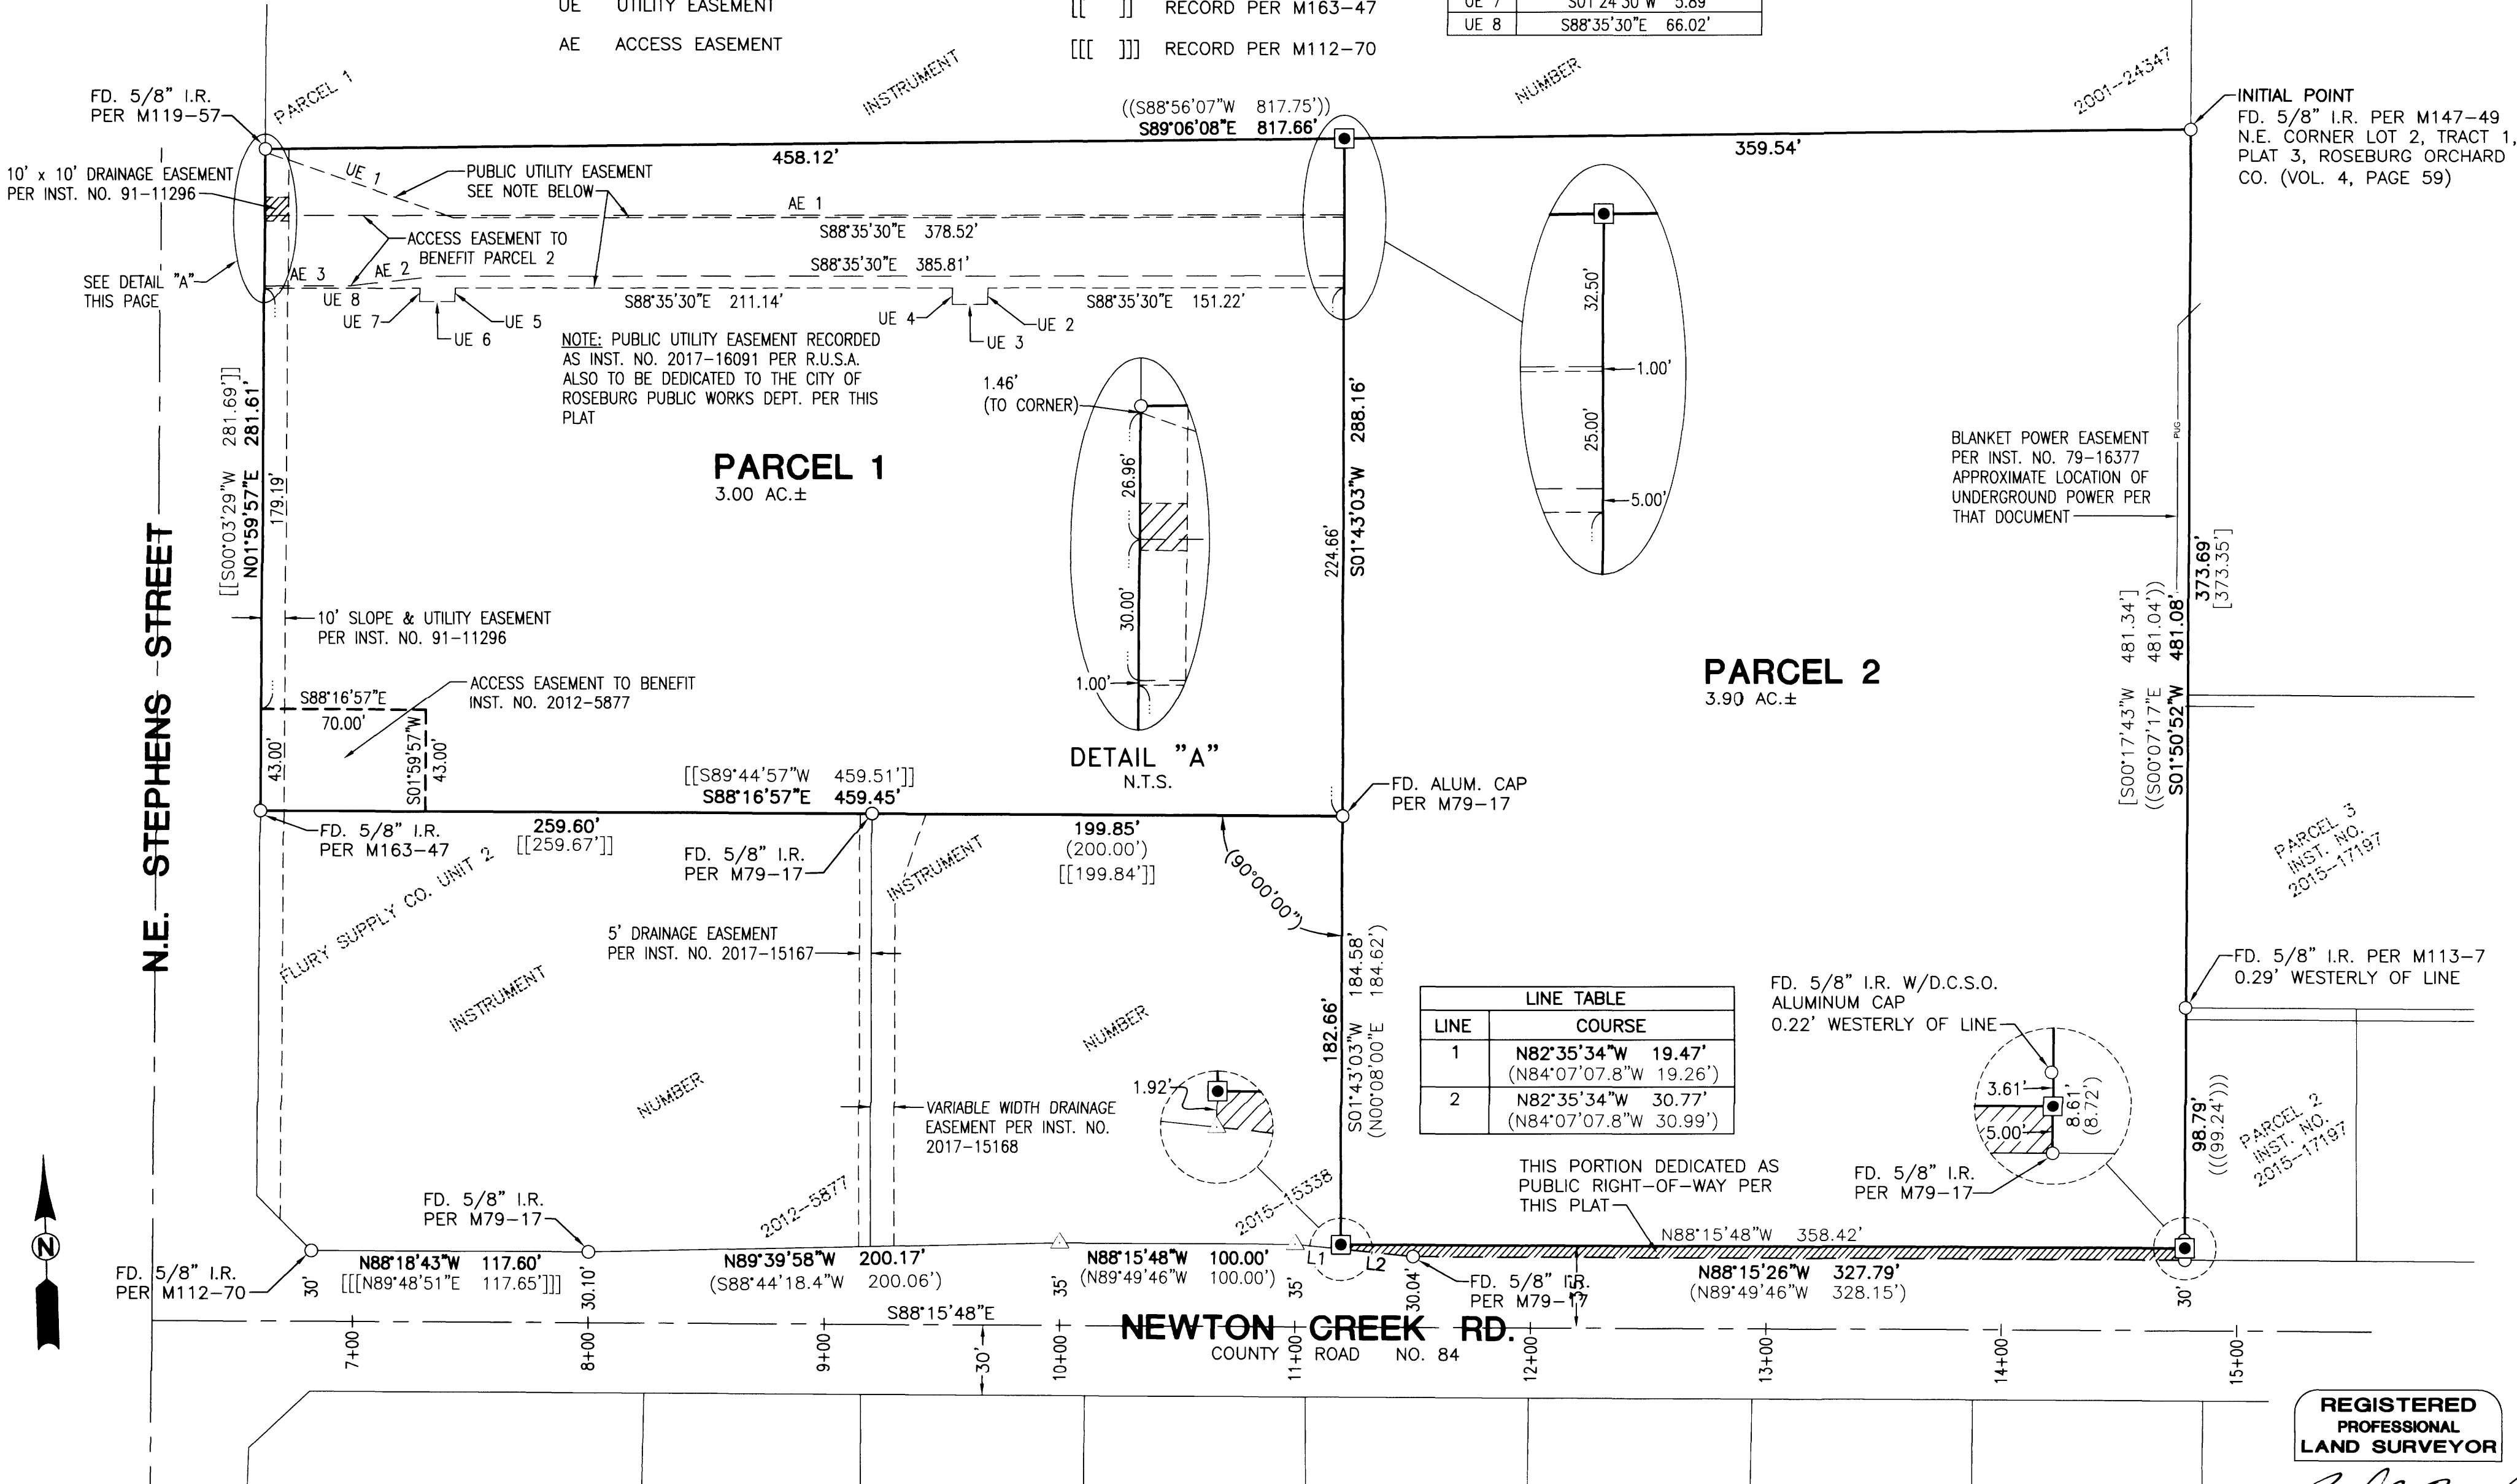 UE UTILITY EASEMENT
AE ACCESS EASEMENT
[[ ]] RECORD PER M163-47
[[[ ]]] RECORD PER M112-70
UE 7 S01°24'30"W 5.89'
UE 8 S88°35'30"E 66.02'
FD. 5/8" I.R.
PER M119-57
PARCEL 1
INSTRUMENT
NUMBER
2001-24347
INITIAL POINT
FD. 5/8" I.R. PER M147-49
N.E. CORNER LOT 2, TRACT 1,
PLAT 3, ROSEBURG ORCHARD
CO. (VOL. 4, PAGE 59)
((S88°56'07"W 817.75'))
S89°06'08"E 817.66'
458.12'
359.54'
10' x 10' DRAINAGE EASEMENT
PER INST. NO. 91-11296
UE 1
PUBLIC UTILITY EASEMENT
SEE NOTE BELOW
AE 1
S88°35'30"E 378.52'
ACCESS EASEMENT TO
BENEFIT PARCEL 2
S88°35'30"E 385.81'
SEE DETAIL "A"
THIS PAGE
AE 3
AE 2
UE 8
S88°35'30"E 211.14'
S88°35'30"E 151.22'
UE 7
UE 5
UE 6
UE 4
UE 2
UE 3
NOTE: PUBLIC UTILITY EASEMENT RECORDED
AS INST. NO. 2017-16091 PER R.U.S.A.
ALSO TO BE DEDICATED TO THE CITY OF
ROSEBURG PUBLIC WORKS DEPT. PER THIS
PLAT
32.50'
1.00'
25.00'
5.00'
1.46'
(TO CORNER)
26.96'
30.00'
1.00'
DETAIL "A"
N.T.S.
[[S00°03'29"W 281.69']]
N01°59'57"E 281.61'
179.19'
PARCEL 1
3.00 AC.±
224.66'
S01°43'03"W 288.16'
BLANKET POWER EASEMENT
PER INST. NO. 79-16377
APPROXIMATE LOCATION OF
UNDERGROUND POWER PER
THAT DOCUMENT
PUG
373.69'
[373.35']
[S00°17'43"W 481.34']
((S00°07'17"E 481.04'))
S01°50'52"W 481.08'
N.E. STEPHENS STREET
10' SLOPE & UTILITY EASEMENT
PER INST. NO. 91-11296
PARCEL 2
3.90 AC.±
S88°16'57"E
70.00'
ACCESS EASEMENT TO BENEFIT
INST. NO. 2012-5877
43.00'
S01°59'57"W
43.00'
[[S89°44'57"W 459.51']]
S88°16'57"E 459.45'
FD. ALUM. CAP
PER M79-17
FD. 5/8" I.R.
PER M163-47
259.60'
[[259.67']]
FD. 5/8" I.R.
PER M79-17
199.85'
(200.00')
[[199.84']]
(90°00'00")
FLURY SUPPLY CO. UNIT 2
INSTRUMENT
NUMBER
2012-5877
INSTRUMENT
NUMBER
2015-15338
PARCEL 3
INST. NO.
2015-17197
5' DRAINAGE EASEMENT
PER INST. NO. 2017-15167
182.66'
S01°43'03"W 184.58'
(N00°08'00"E 184.62')
LINE TABLE
LINE COURSE
1 N82°35'34"W 19.47'
(N84°07'07.8"W 19.26')
2 N82°35'34"W 30.77'
(N84°07'07.8"W 30.99')
FD. 5/8" I.R. W/D.C.S.O.
ALUMINUM CAP
0.22' WESTERLY OF LINE
FD. 5/8" I.R. PER M113-7
0.29' WESTERLY OF LINE
3.61'
5.00'
8.61'
(8.72')
98.79'
(((99.24')))
PARCEL 2
INST. NO.
2015-17197
1.92'
VARIABLE WIDTH DRAINAGE
EASEMENT PER INST. NO.
2017-15168
THIS PORTION DEDICATED AS
PUBLIC RIGHT-OF-WAY PER
THIS PLAT
FD. 5/8" I.R.
PER M79-17
FD. 5/8" I.R.
PER M79-17
N88°15'48"W 358.42'
FD. 5/8" I.R.
PER M112-70
30'
N88°18'43"W 117.60'
[[[N89°48'51"E 117.65']]]
30.10'
N89°39'58"W 200.17'
(S88°44'18.4"W 200.06')
35'
N88°15'48"W 100.00'
(N89°49'46"W 100.00')
35'
L1
L2
30.04'
FD. 5/8" I.R.
PER M79-17
35'
N88°15'26"W 327.79'
(N89°49'46"W 328.15')
30'
S88°15'48"E
N
30'
NEWTON CREEK RD.
COUNTY ROAD NO. 84
7+00
8+00
9+00
10+00
11+00
12+00
13+00
14+00
15+00
REGISTERED
PROFESSIONAL
LAND SURVEYOR